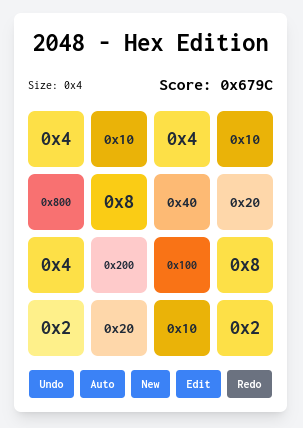 2048 - Hex Edition
Size: 0x4 Score: 0x679C
0x4 0x10 0x4 0x10
0x800 0x8 0x40 0x20
0x4 0x200 0x100 0x8
0x2 0x20 0x10 0x2
Undo Auto New Edit Redo